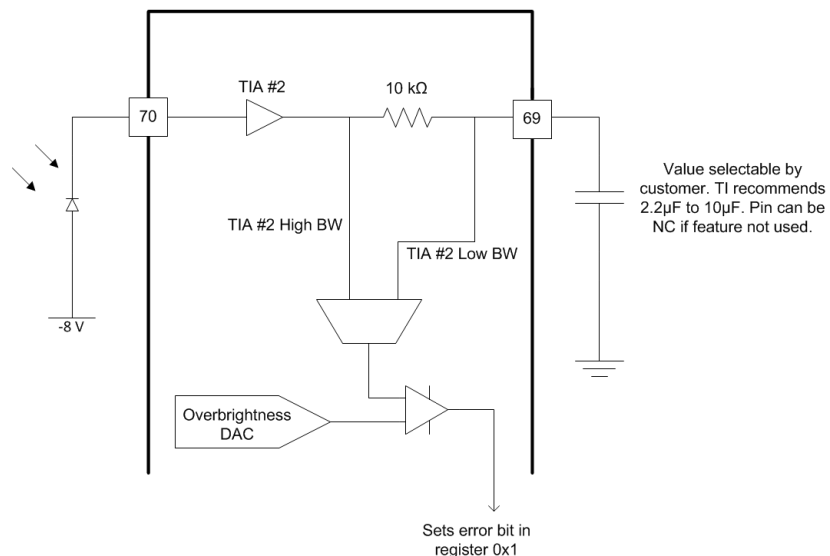 TIA #2
10 kΩ
70
69
Value selectable by
customer. TI recommends
2.2µF to 10µF. Pin can be
NC if feature not used.
TIA #2 High BW
TIA #2 Low BW
-8 V
Overbrightness
DAC
Sets error bit in
register 0x1